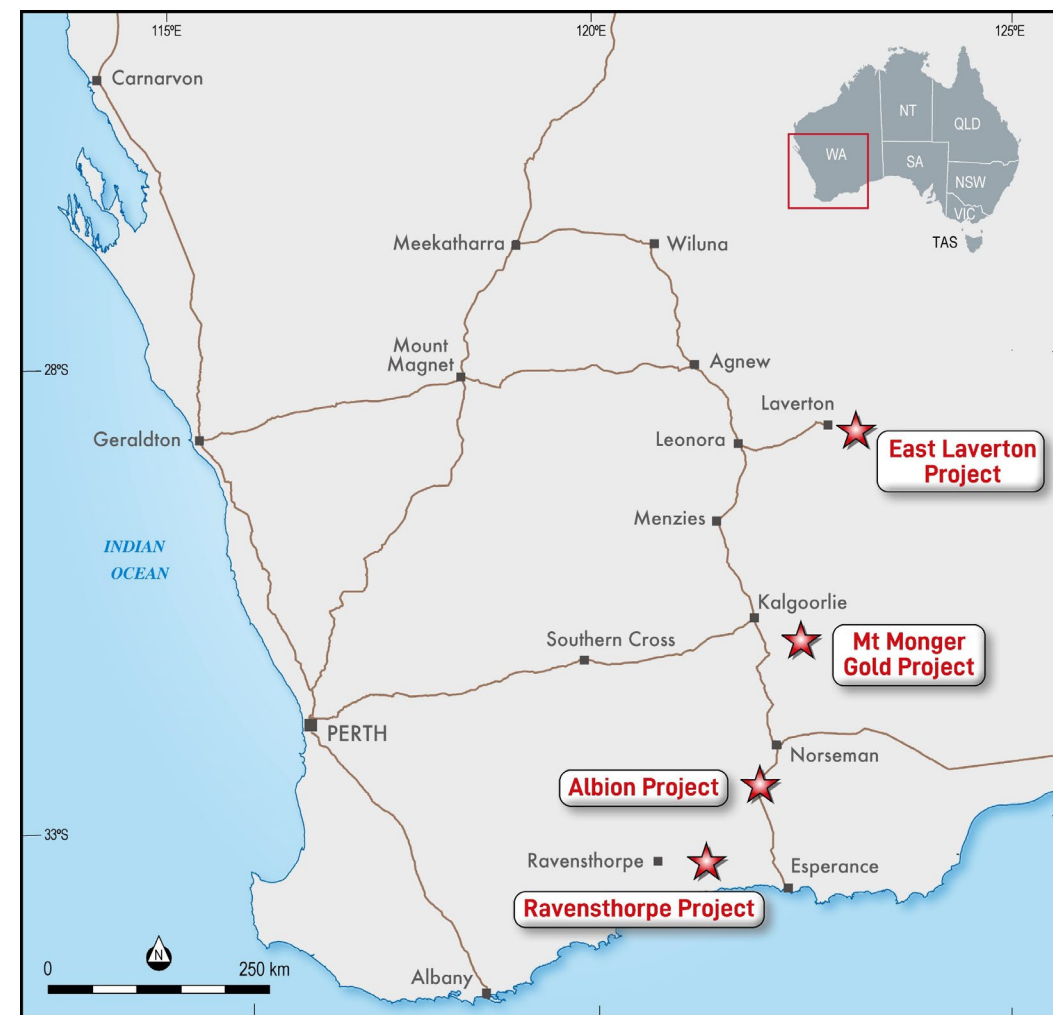 115ºE
120ºE
125ºE
Carnarvon
NT
QLD
WA
SA
NSW
VIC
TAS
Meekatharra
Wiluna
Mount
Magnet
Agnew
28ºS
Laverton
Geraldton
Leonora
East Laverton
Project
Menzies
INDIAN
OCEAN
Kalgoorlie
Southern Cross
Mt Monger
Gold Project
PERTH
Norseman
Albion Project
33ºS
Ravensthorpe
Esperance
Ravensthorpe Project
N
0
250 km
Albany